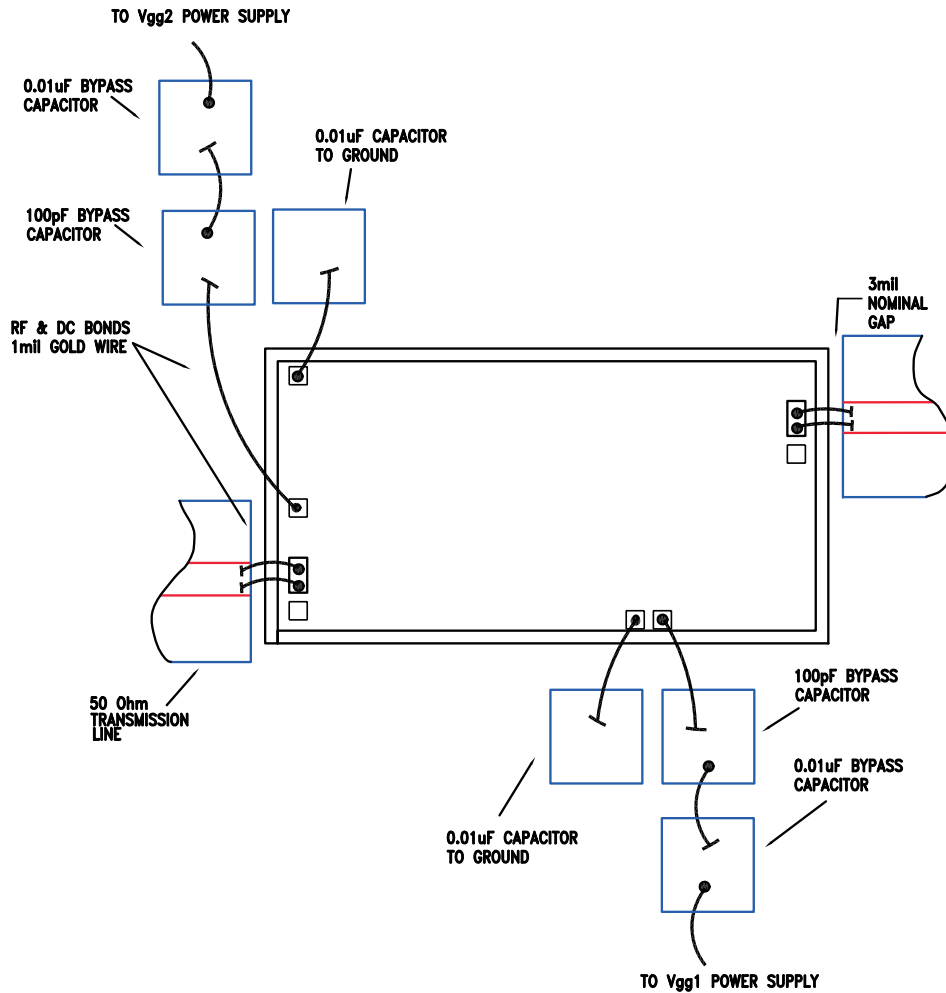 TO Vgg2 POWER SUPPLY
0.01uF BYPASS
CAPACITOR
0.01uF CAPACITOR
TO GROUND
100pF BYPASS
CAPACITOR
3mil
NOMINAL
GAP
RF & DC BONDS
1mil GOLD WIRE
50 Ohm
TRANSMISSION
LINE
100pF BYPASS
CAPACITOR
0.01uF BYPASS
CAPACITOR
0.01uF CAPACITOR
TO GROUND
TO Vgg1 POWER SUPPLY